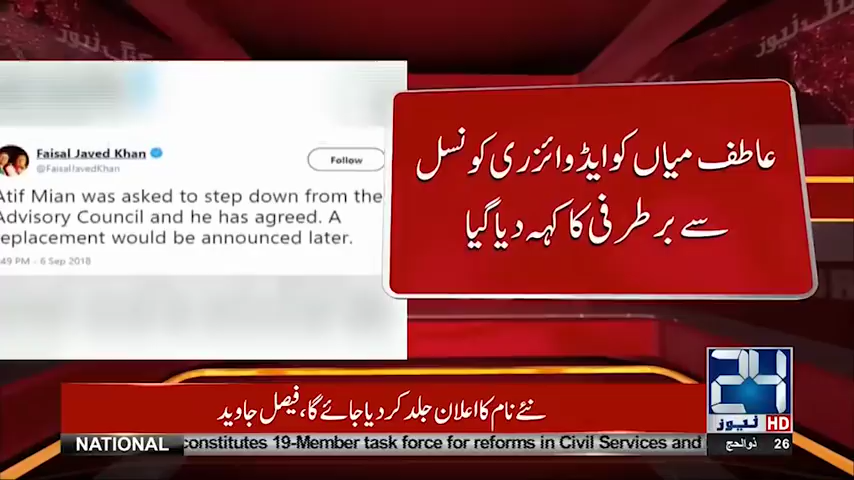 Faisal Javed Khan
@FaisalJavedKhan
Follow
Atif Mian was asked to step down from the
Advisory Council and he has agreed. A
eplacement would be announced later.
49 PM - 6 Sep 2018
عاطف میاں کو ایڈوائزری کونسل
سے برطرفی کا کہہ دیا گیا
نئے نام کا اعلان جلد کر دیا جائے گا، فیصل جاوید
24
نیوز HD
NATIONAL
constitutes 19-Member task force for reforms in Civil Services and
ذوالحج 26